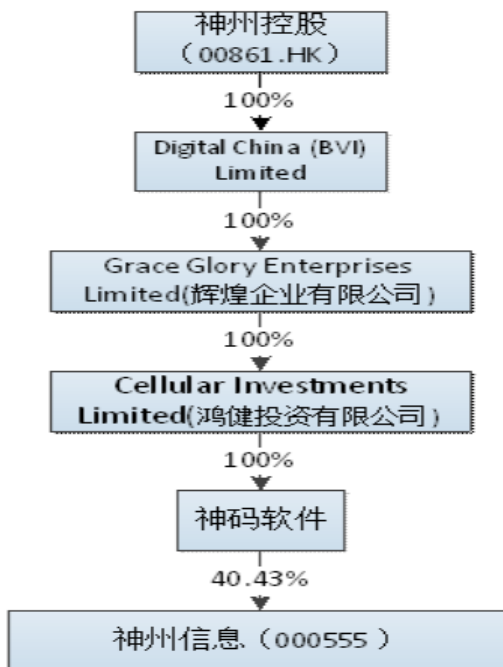 神州控股
（00861.HK）
100%
Digital China (BVI)
Limited
100%
Grace Glory Enterprises
Limited(辉煌企业有限公司)
100%
Cellular Investments
Limited(鸿健投资有限公司)
100%
神码软件
40.43%
神州信息（000555）